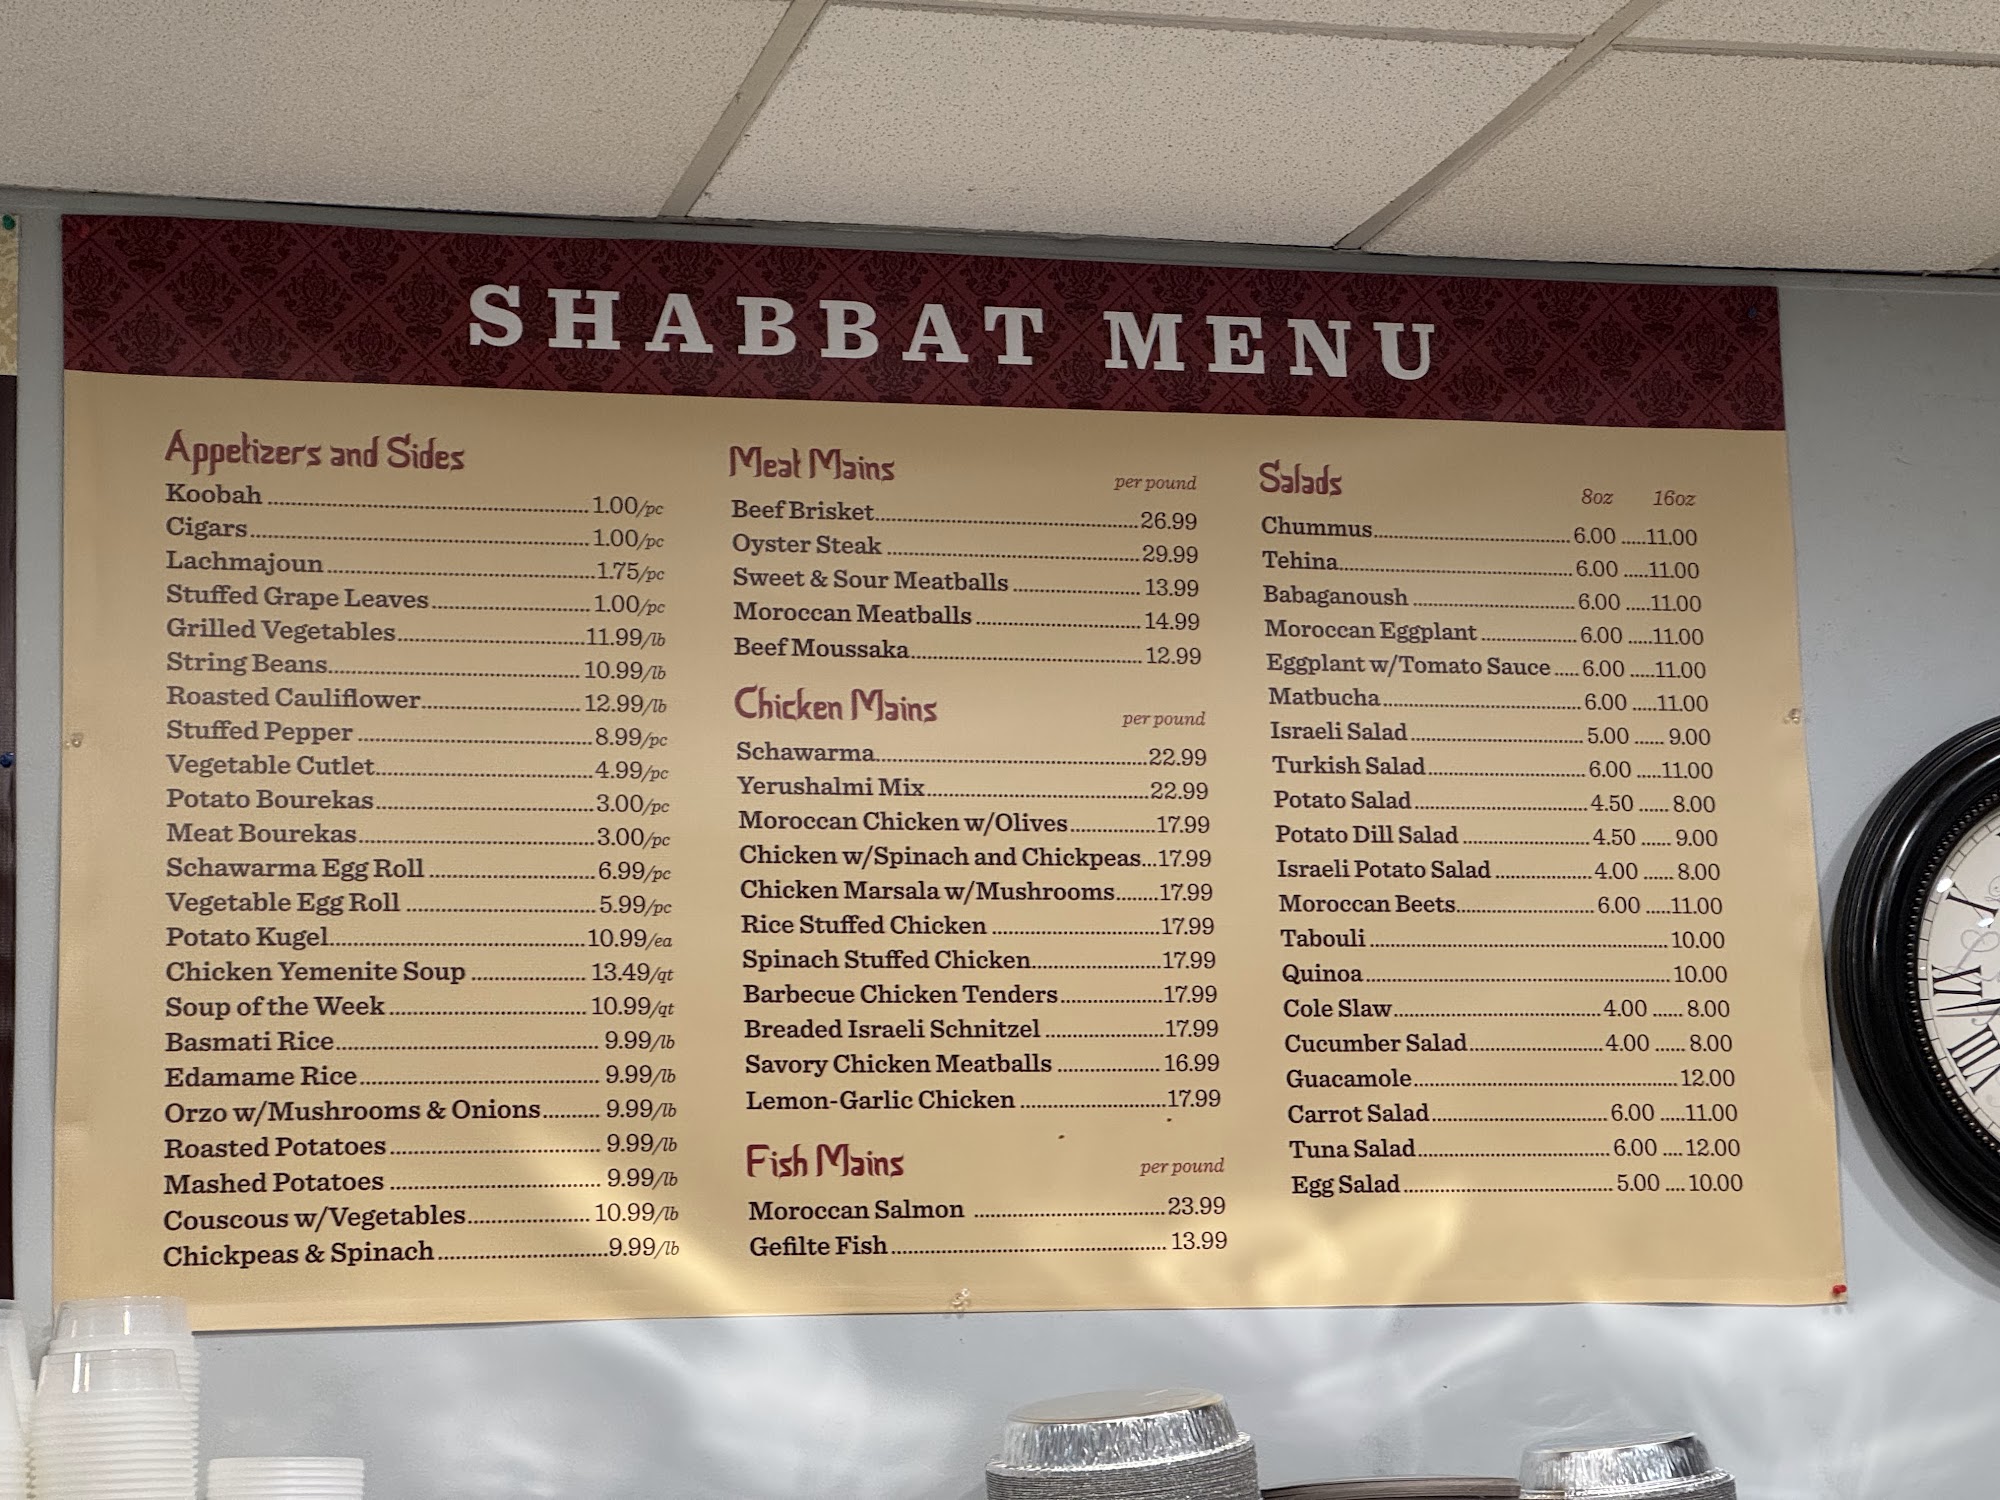 SHABBAT MENU
Appetizers and Sides
Koobah 1.00/pc
Cigars 1.00/pc
Lachmajoun 1.75/pc
Stuffed Grape Leaves 1.00/pc
Grilled Vegetables 11.99/lb
String Beans 10.99/lb
Roasted Cauliflower 12.99/lb
Stuffed Pepper 8.99/pc
Vegetable Cutlet 4.99/pc
Potato Bourekas 3.00/pc
Meat Bourekas 3.00/pc
Schawarma Egg Roll 6.99/pc
Vegetable Egg Roll 5.99/pc
Potato Kugel 10.99/ea
Chicken Yemenite Soup 13.49/qt
Soup of the Week 10.99/qt
Basmati Rice 9.99/lb
Edamame Rice 9.99/lb
Orzo w/Mushrooms & Onions 9.99/lb
Roasted Potatoes 9.99/lb
Mashed Potatoes 9.99/lb
Couscous w/Vegetables 10.99/lb
Chickpeas & Spinach 9.99/lb
Meat Mains per pound
Beef Brisket 26.99
Oyster Steak 29.99
Sweet & Sour Meatballs 13.99
Moroccan Meatballs 14.99
Beef Moussaka 12.99
Chicken Mains per pound
Schawarma 22.99
Yerushalmi Mix 22.99
Moroccan Chicken w/Olives 17.99
Chicken w/Spinach and Chickpeas 17.99
Chicken Marsala w/Mushrooms 17.99
Rice Stuffed Chicken 17.99
Spinach Stuffed Chicken 17.99
Barbecue Chicken Tenders 17.99
Breaded Israeli Schnitzel 17.99
Savory Chicken Meatballs 16.99
Lemon-Garlic Chicken 17.99
Fish Mains per pound
Moroccan Salmon 23.99
Gefilte Fish 13.99
Salads 8oz 16oz
Chummus 6.00 11.00
Tehina 6.00 11.00
Babaganoush 6.00 11.00
Moroccan Eggplant 6.00 11.00
Eggplant w/Tomato Sauce 6.00 11.00
Matbucha 6.00 11.00
Israeli Salad 5.00 9.00
Turkish Salad 6.00 11.00
Potato Salad 4.50 8.00
Potato Dill Salad 4.50 9.00
Israeli Potato Salad 4.00 8.00
Moroccan Beets 6.00 11.00
Tabouli 10.00
Quinoa 10.00
Cole Slaw 4.00 8.00
Cucumber Salad 4.00 8.00
Guacamole 12.00
Carrot Salad 6.00 11.00
Tuna Salad 6.00 12.00
Egg Salad 5.00 10.00